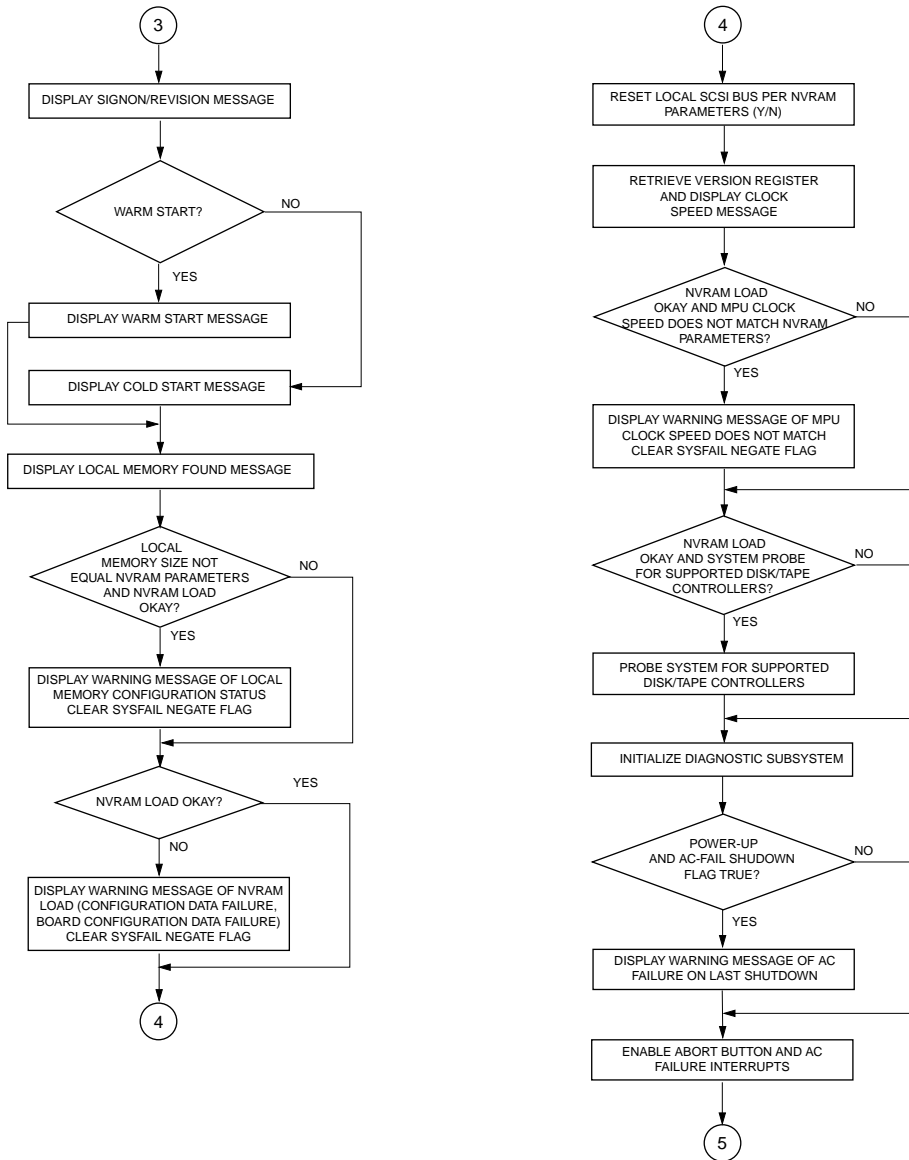 3
DISPLAY SIGNON/REVISION MESSAGE
WARM START?
NO
YES
DISPLAY WARM START MESSAGE
DISPLAY COLD START MESSAGE
DISPLAY LOCAL MEMORY FOUND MESSAGE
LOCAL
MEMORY SIZE NOT
EQUAL NVRAM PARAMETERS
AND NVRAM LOAD
OKAY?
NO
YES
DISPLAY WARNING MESSAGE OF LOCAL
MEMORY CONFIGURATION STATUS
CLEAR SYSFAIL NEGATE FLAG
NVRAM LOAD OKAY?
YES
NO
DISPLAY WARNING MESSAGE OF NVRAM
LOAD (CONFIGURATION DATA FAILURE,
BOARD CONFIGURATION DATA FAILURE)
CLEAR SYSFAIL NEGATE FLAG
4
4
RESET LOCAL SCSI BUS PER NVRAM
PARAMETERS (Y/N)
RETRIEVE VERSION REGISTER
AND DISPLAY CLOCK
SPEED MESSAGE
NVRAM LOAD
OKAY AND MPU CLOCK
SPEED DOES NOT MATCH NVRAM
PARAMETERS?
NO
YES
DISPLAY WARNING MESSAGE OF MPU
CLOCK SPEED DOES NOT MATCH
CLEAR SYSFAIL NEGATE FLAG
NVRAM LOAD
OKAY AND SYSTEM PROBE
FOR SUPPORTED DISK/TAPE
CONTROLLERS?
NO
YES
PROBE SYSTEM FOR SUPPORTED
DISK/TAPE CONTROLLERS
INITIALIZE DIAGNOSTIC SUBSYSTEM
POWER-UP
AND AC-FAIL SHUDOWN
FLAG TRUE?
NO
YES
DISPLAY WARNING MESSAGE OF AC
FAILURE ON LAST SHUTDOWN
ENABLE ABORT BUTTON AND AC
FAILURE INTERRUPTS
5